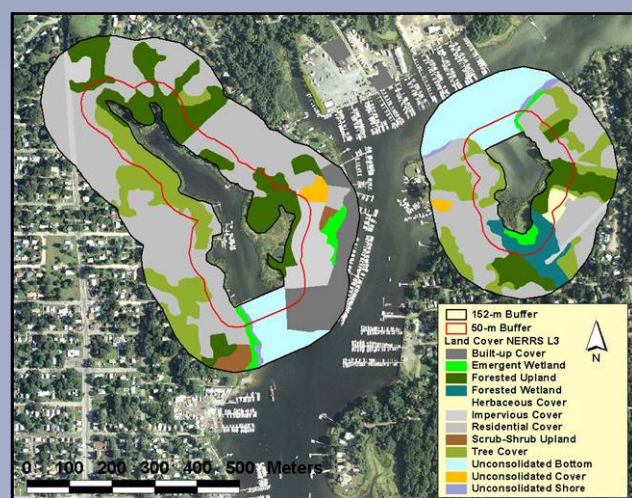 152-m Buffer
60-m Buffer
Land Cover NERRS L3
Built-up Cover
Emergent Wetland
Forested Upland
Forested Wetland
Herbaceous Cover
Impervious Cover
Residential Cover
Scrub-Shrub Upland
Tree Cover
Unconsolidated Bottom
Unconsolidated Cover
Unconsolidated Shore
N
0 100 200 300 400 500 Meters